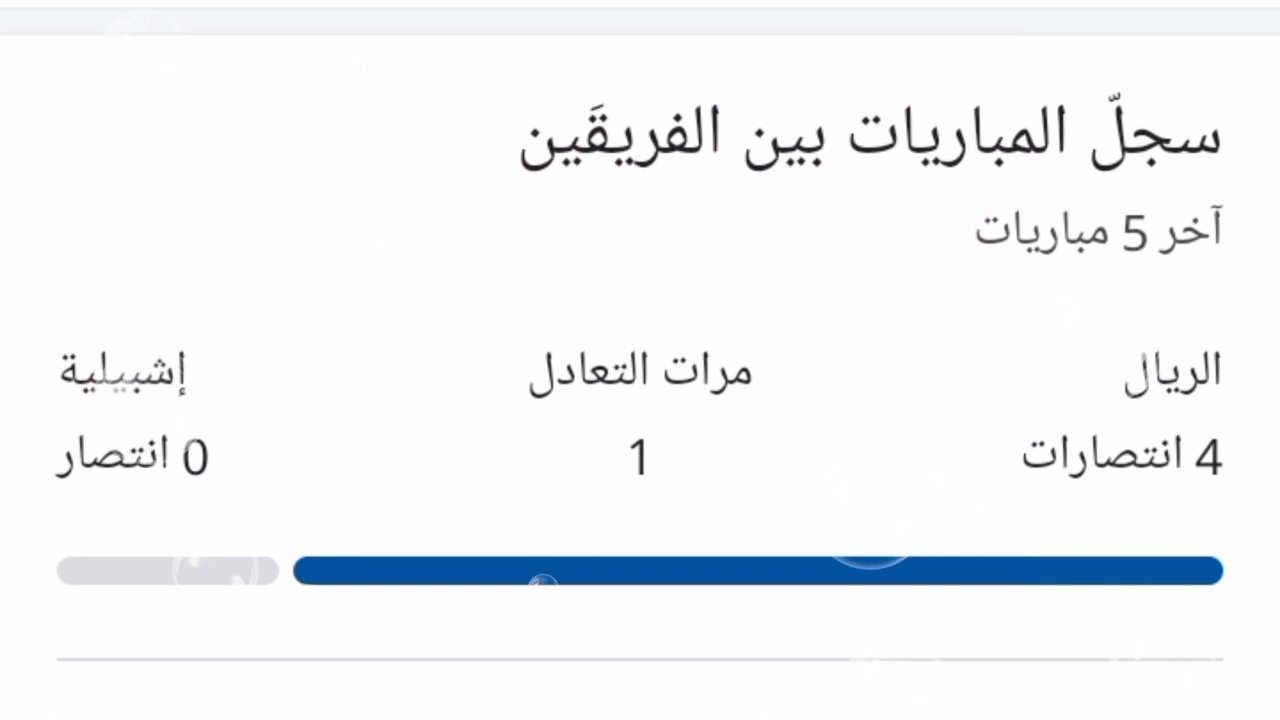 سجلّ المباريات بين الفريقَين
آخر 5 مباريات
الريال مرات التعادل إشبيلية
4 انتصارات 1 0 انتصار